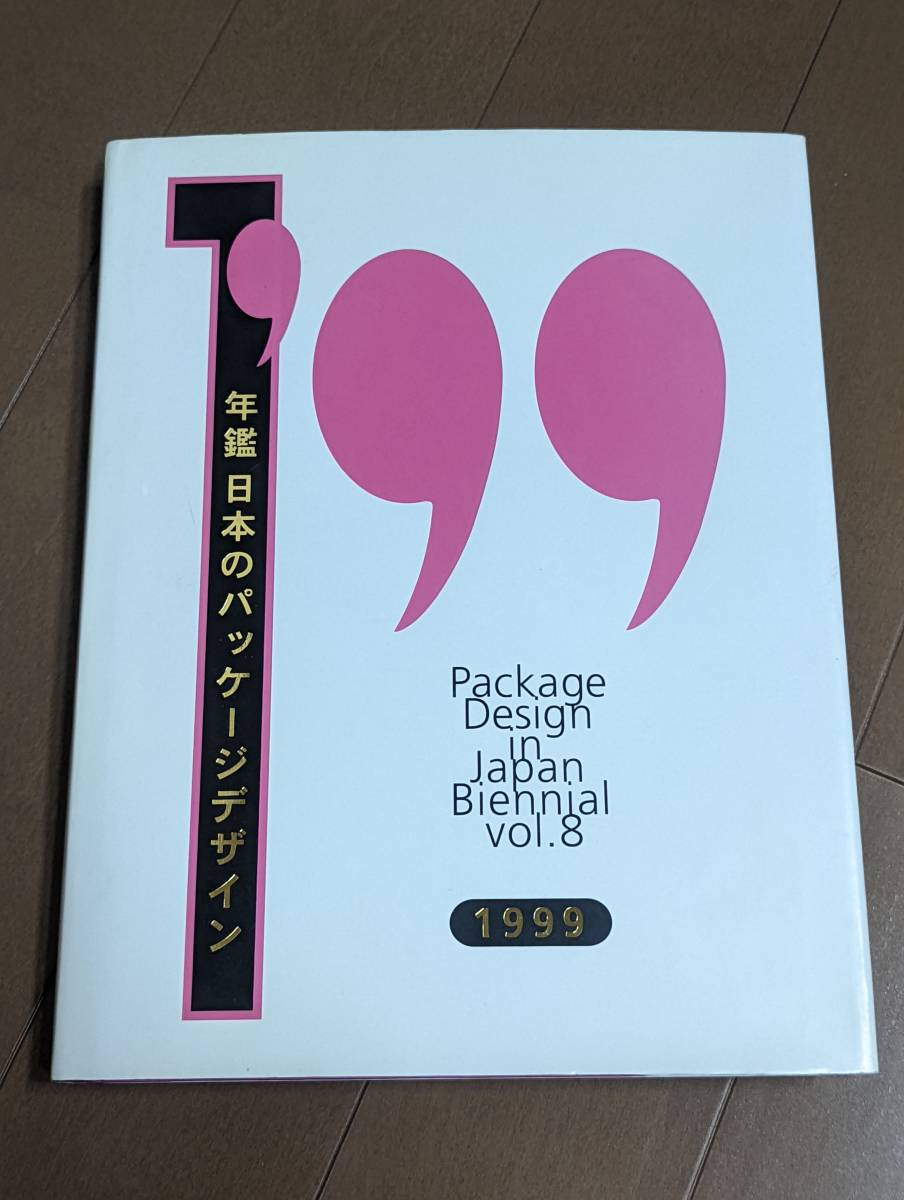 年鑑 日本のパッケージデザイン
Package
Design
in
Japan
Biennial
vol.8
1999